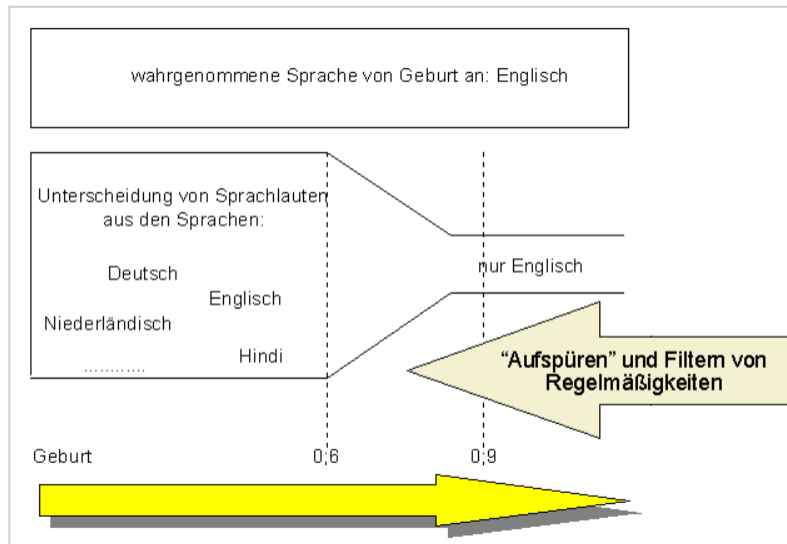 wahrgenommene Sprache von Geburt an: Englisch
Unterscheidung von Sprachlauten
aus den Sprachen:
Deutsch
Englisch
Niederländisch
Hindi
...........
nur Englisch
“Aufspüren” und Filtern von
Regelmäßigkeiten
Geburt
0;6
0;9